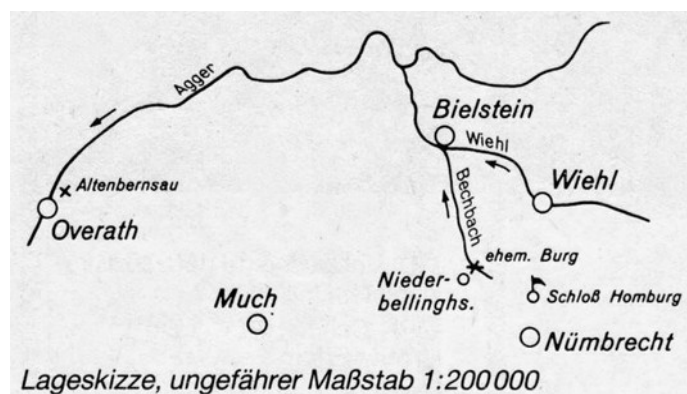 Agger
Bielstein
Wiehl
Altenbernsau
Wiehl
Overath
Bechbach
ehem. Burg
Nieder-
bellinghs.
Schloß Homburg
Much
Nümbrecht
Lageskizze, ungefährer Maßstab 1:200000